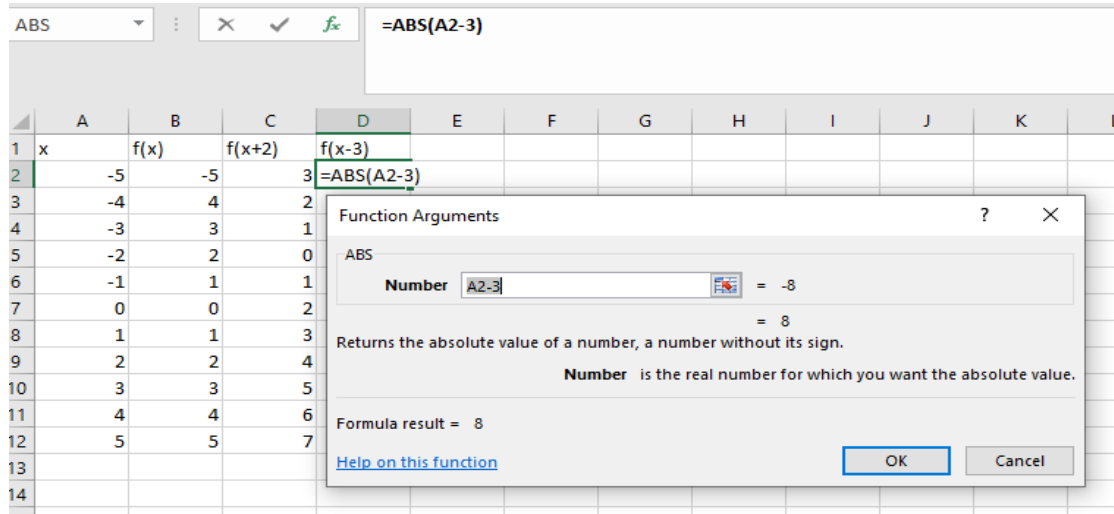 ABS =ABS(A2-3)
A B C D E F G H I J K
1 x f(x) f(x+2) f(x-3)
2 -5 -5 3 =ABS(A2-3)
3 -4 4 2
4 -3 3 1
5 -2 2 0
6 -1 1 1
7 0 0 2
8 1 1 3
9 2 2 4
10 3 3 5
11 4 4 6
12 5 5 7
13
14
Function Arguments ? ×
ABS
Number A2-3 = -8
= 8
Returns the absolute value of a number, a number without its sign.
Number is the real number for which you want the absolute value.
Formula result = 8
Help on this function OK Cancel